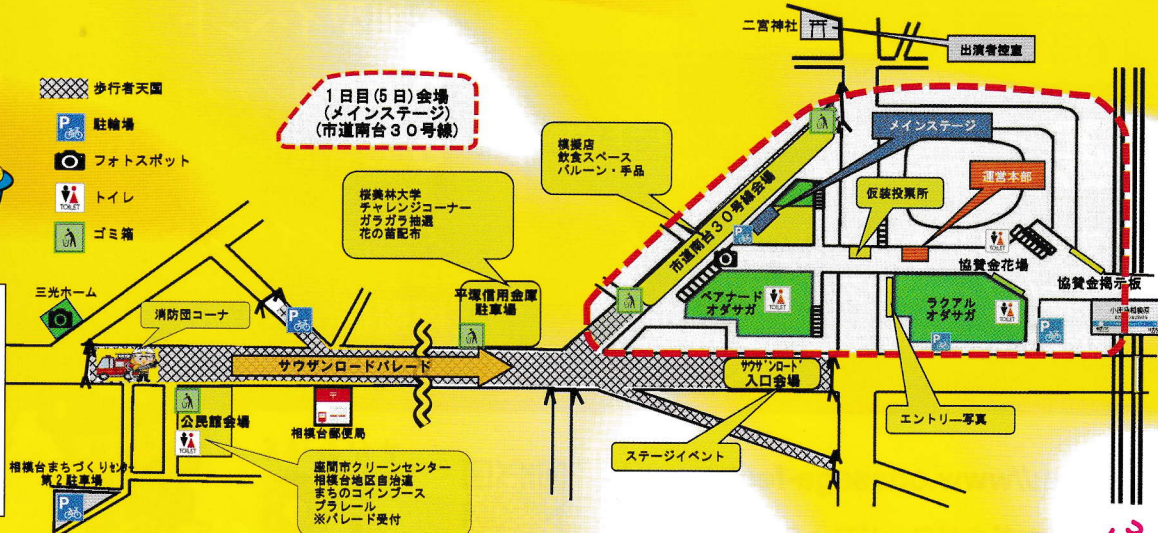 二宮神社
出演者控室
歩行者天国
駐輪場
フォトスポット
TOILET
トイレ
ゴミ箱
1日目(5日)会場
(メインステージ)
(市道南台30号線)
模擬店
飲食スペース
バルーン・手品
メインステージ
仮装投票所
運営本部
桜美林大学
チャレンジコーナー
ガラガラ抽選
花の苗配布
市道南台30号線会場
TOILET
協賛金花場
協賛金掲示板
三光ホーム
消防団コーナ
平塚信用金庫
駐車場
ペアナード
オダサガ
TOILET
ラクアル
オダサガ
TOILET
サウザンロードパレード
サウザンロード
入口会場
公民館会場
TOILET
相模台郵便局
エントリー写真
ステージイベント
相模台まちづくりセンター
第2駐車場
座間市クリーンセンター
相模台地区自治連
まちのコインブース
プラレール
※パレード受付